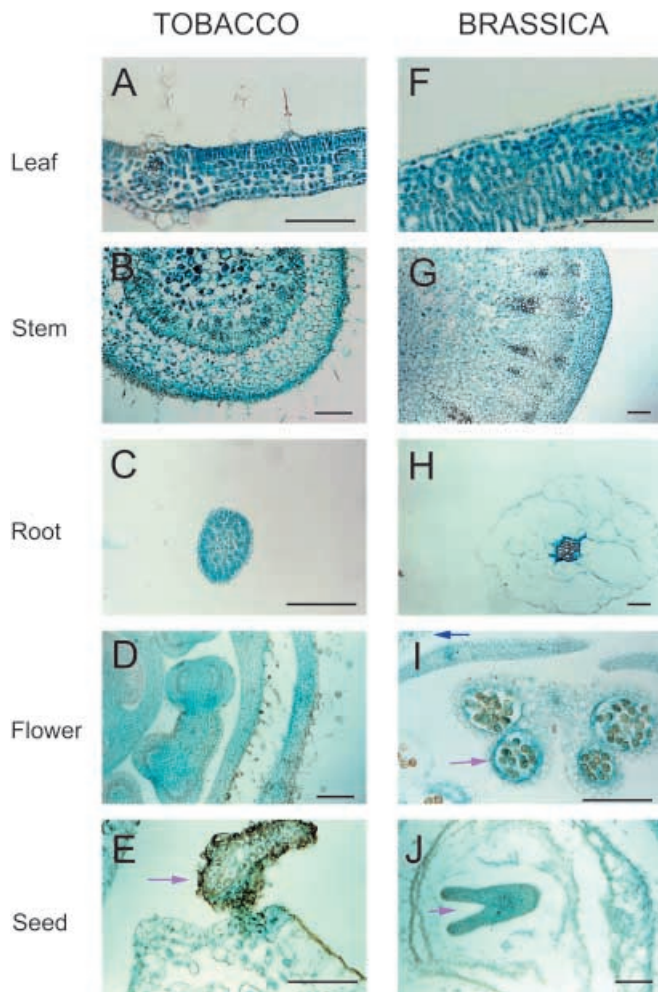 TOBACCO BRASSICA
A F
Leaf
B G
Stem
C H
Root
D I
Flower
E J
Seed